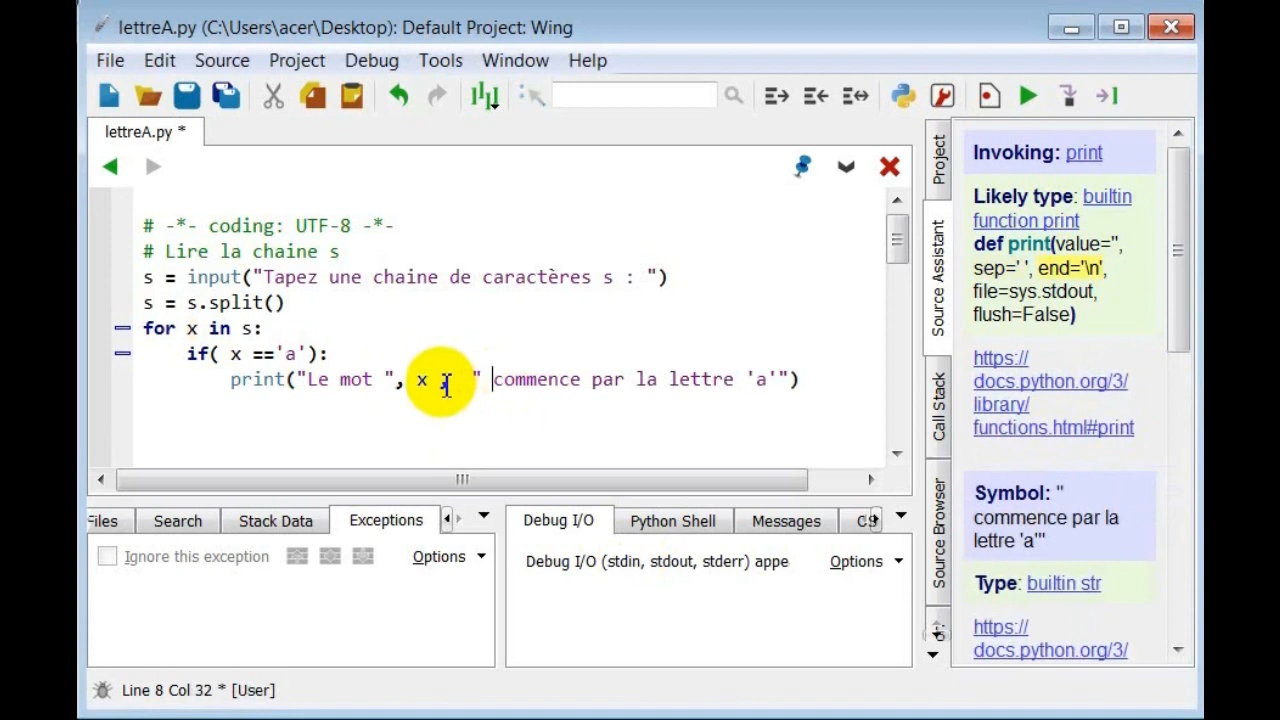 lettreA.py (C:\Users\acer\Desktop): Default Project: Wing
File Edit Source Project Debug Tools Window Help
lettreA.py *
# -*- coding: UTF-8 -*-
# Lire la chaine s
s = input("Tapez une chaine de caractères s : ")
s = s.split()
for x in s:
if( x =='a'):
print("Le mot ", x , " commence par la lettre 'a'")
Project
Source Assistant
Call Stack
Source Browser
Invoking: print
Likely type: builtin
function print
def print(value='',
sep=' ', end='\n',
file=sys.stdout,
flush=False)
https://
docs.python.org/3/
library/
functions.html#print
Symbol: "
commence par la
lettre 'a'"
Type: builtin str
https://
docs.python.org/3/
Files Search Stack Data Exceptions
Ignore this exception Options
Debug I/O Python Shell Messages
Debug I/O (stdin, stdout, stderr) appe Options
Line 8 Col 32 * [User]